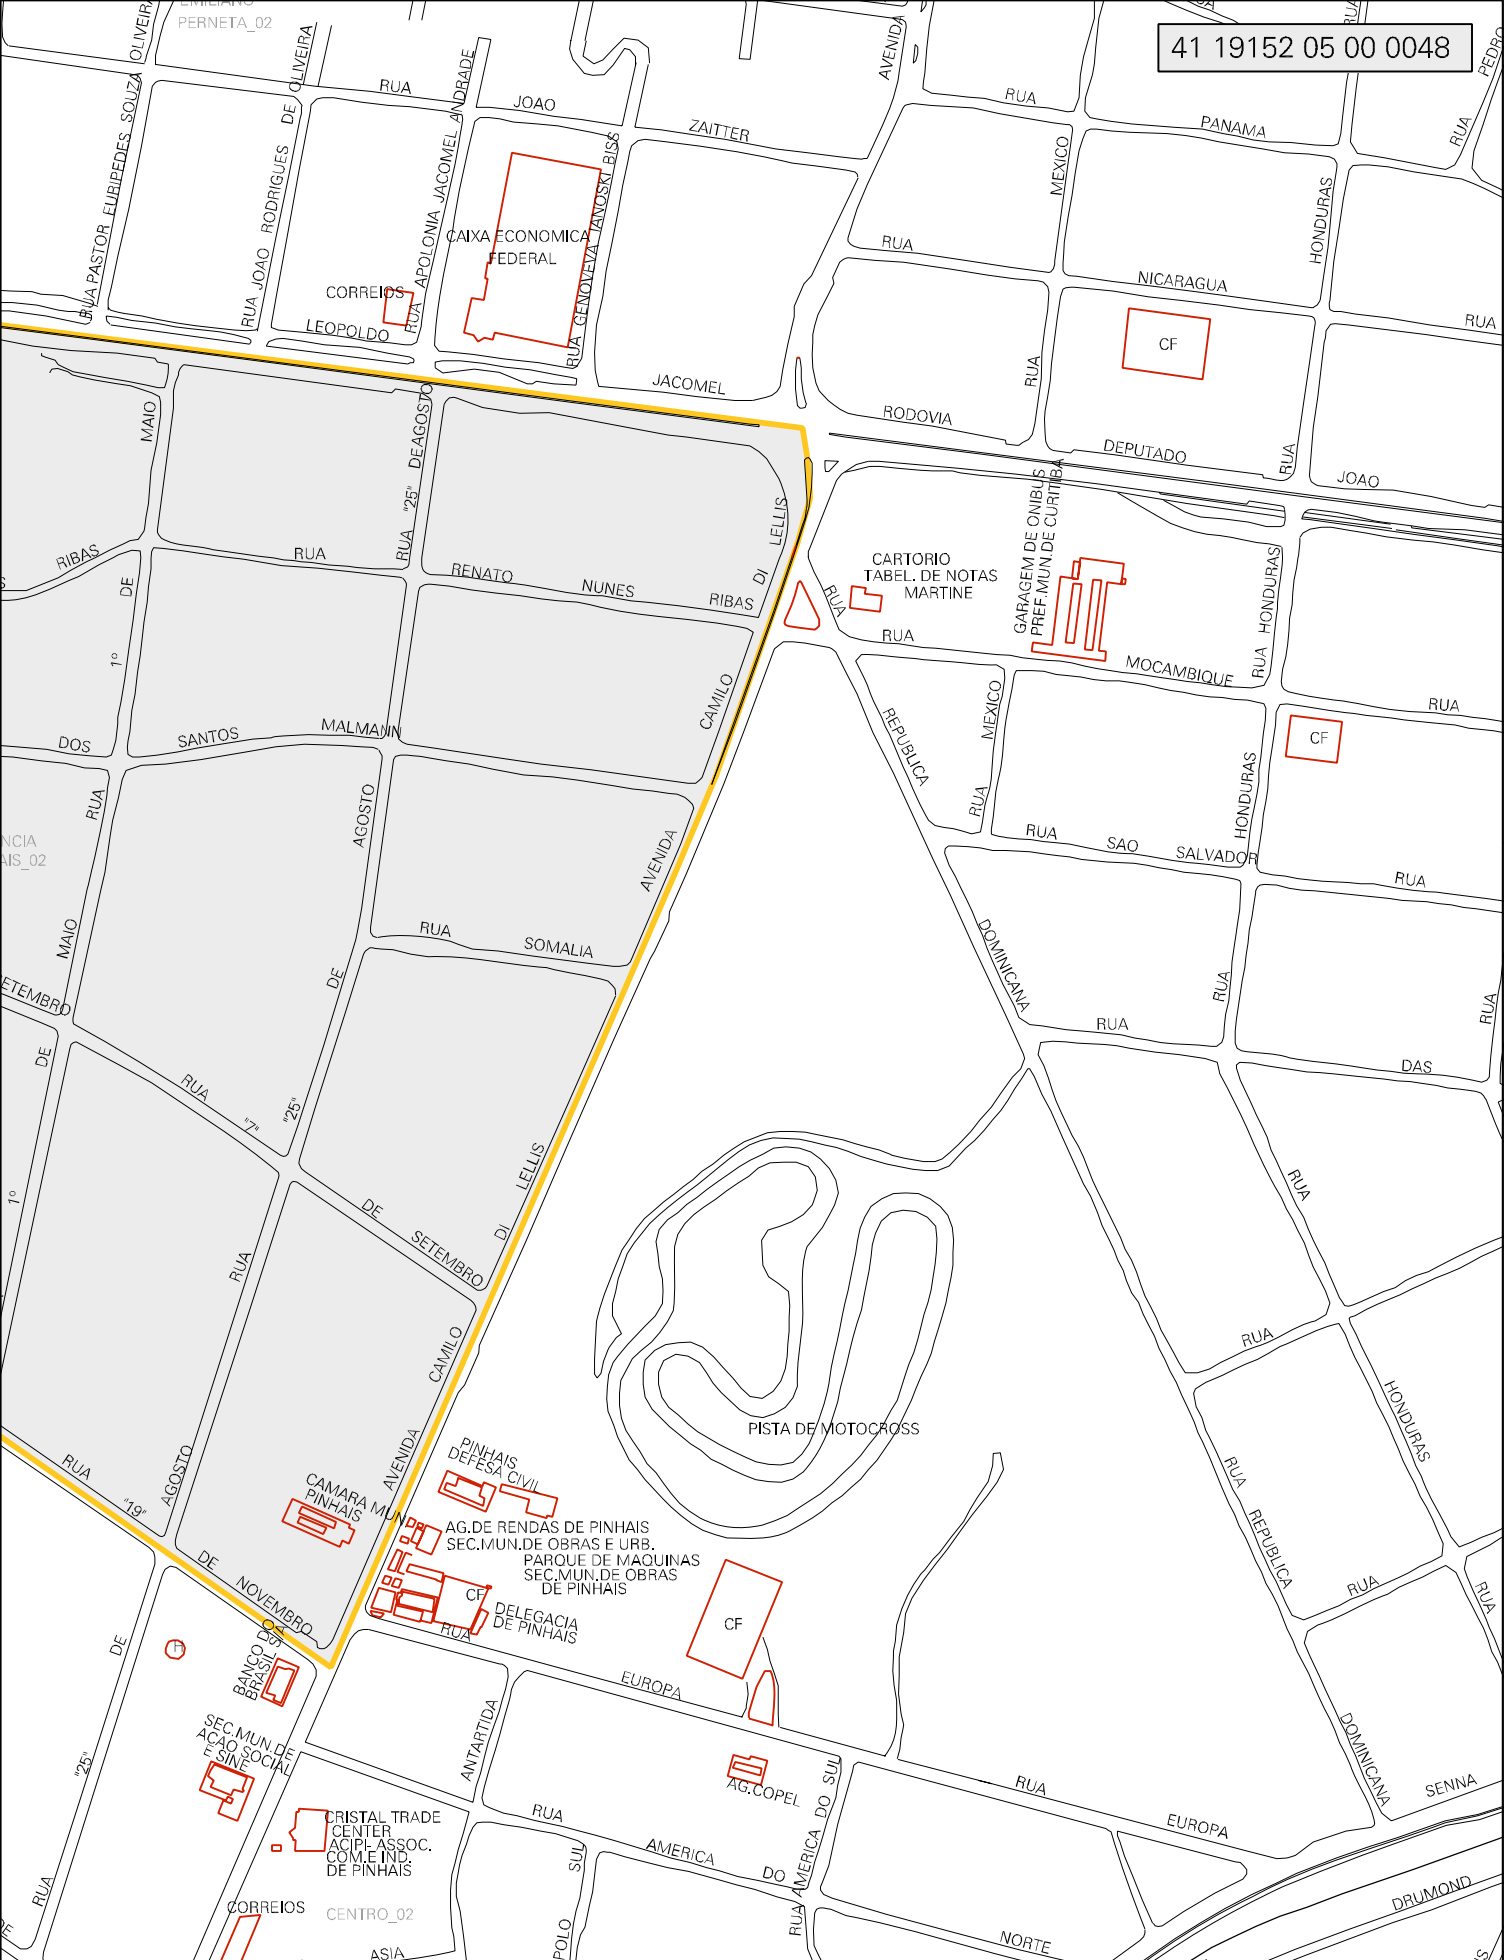 EMILIANO
PERNETA_02
41 19152 05 00 0048
RUA PASTOR EURIPEDES SOUZA OLIVEIRA
RUA JOAO RODRIGUES DE OLIVEIRA
RUA APOLONIA JACOMEL ANDRADE
RUA GENOVEVA JANOSKI BISS
AVENIDA
RUA JOAO ZAITTER
RUA PANAMA
RUA
PEDRO
RUA
MEXICO
HONDURAS
CAIXA ECONOMICA
FEDERAL
CORREIOS
LEOPOLDO
JACOMEL
RUA NICARAGUA
RUA
CF
RUA
RODOVIA
DEPUTADO
JOAO
RUA
MAIO
RUA "25" DEAGOSTO
RIBAS
RUA RENATO NUNES RIBAS
DI LELLIS
CARTORIO
TABEL. DE NOTAS
MARTINE
GARAGEM DE ONIBUS
PREF.MUN.DE CURITIBA
RUA
RUA MOCAMBIQUE
RUA
RUA HONDURAS
DE
1º
DOS SANTOS MALMANN
CAMILO
REPUBLICA
RUA MEXICO
CF
HONDURAS
RUA
AGOSTO
AVENIDA
NCIA
AIS_02
RUA SAO SALVADOR
RUA
MAIO
RUA SOMALIA
DE
DOMINICANA
RUA
RUA
ETEMBRO
RUA
DAS
DE
RUA
"7"
"25"
1º
LELLIS
DI
DE
SETEMBRO
RUA
RUA
RUA
CAMILO
HONDURAS
PISTA DE MOTOCROSS
AVENIDA
RUA
"19"
AGOSTO
CAMARA MUN
PINHAIS
PINHAIS
DEFESA CIVIL
AG.DE RENDAS DE PINHAIS
SEC.MUN.DE OBRAS E URB.
PARQUE DE MAQUINAS
SEC.MUN.DE OBRAS
DE PINHAIS
RUA
REPUBLICA
DE
NOVEMBRO
CF
DELEGACIA
DE PINHAIS
CF
RUA
RUA
RUA
DE
H
BANCO DO
BRASIL S/A
EUROPA
SEC.MUN.DE
ACAO SOCIAL
E SINE
ANTARTIDA
DOMINICANA
"25"
AG.COPEL
RUA
EUROPA
SENNA
CRISTAL TRADE
CENTER
ACIPI- ASSOC.
COM.E IND.
DE PINHAIS
RUA AMERICA DO
SUL
RUA AMERICA DO SUL
RUA
DRUMOND
CORREIOS
CENTRO_02
DE
ASIA
POLO
NORTE